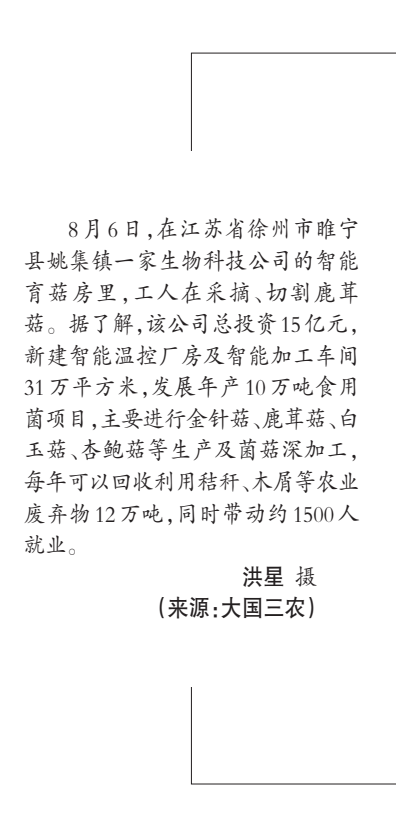 8月6日,在江苏省徐州市睢宁
县姚集镇一家生物科技公司的智能
育菇房里,工人在采摘、切割鹿茸
菇。据了解,该公司总投资15亿元,
新建智能温控厂房及智能加工车间
31万平方米,发展年产10万吨食用
菌项目,主要进行金针菇、鹿茸菇、白
玉菇、杏鲍菇等生产及菌菇深加工,
每年可以回收利用秸秆、木屑等农业
废弃物12万吨,同时带动约1500人
就业。
洪星 摄
(来源:大国三农)